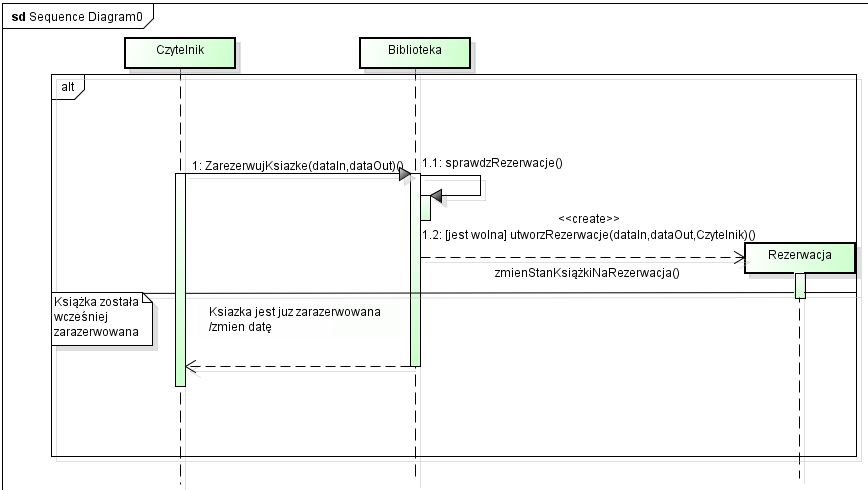 sd Sequence Diagram0
Czytelnik
Biblioteka
alt
1: ZarezerwujKsiazke(dataIn,dataOut)()
1.1: sprawdzRezerwacje()
<<create>>
1.2: [jest wolna] utworzRezerwacje(dataIn,dataOut,Czytelnik)()
Rezerwacja
zmienStanKsiążkiNaRezerwacja()
Książka została
wcześniej
zarazerwowana
Ksiazka jest juz zarazerwowana
/zmien datę